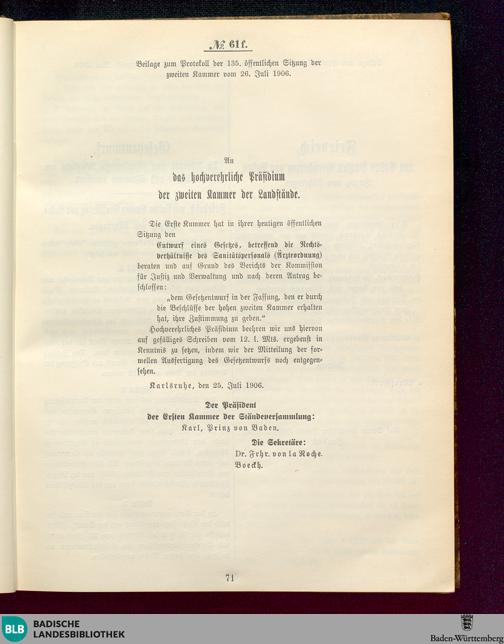 № 61f.
Beilage zum Protokoll der 135. öffentlichen Sitzung der
zweiten Kammer vom 26. Juli 1906.
An
das hochverehrliche Präsidium
der zweiten Kammer der Landstände.
Die Erste Kummer hat in ihrer heutigen öffentlichen
Sitzung den
Entwurf eines Gesetzes, betreffend die Rechts-
verhältnisse des Sanitätspersonals (Ärzteordnung)
beraten und auf Grund des Berichts der Kommission
für Justiz und Verwaltung und nach deren Antrag be-
schlossen:
„dem Gesetzentwurf in der Fassung, den er durch
die Beschlüsse der hohen zweiten Kammer erhalten
hat, ihre Zustimmung zu geben.“
Hochverehrliches Präsidium beehren wir uns hiervon
auf gefälliges Schreiben vom 12. l. Mts. ergebenst in
Kenntnis zu setzen, indem wir der Mitteilung der for-
mellen Ausfertigung des Gesetzentwurfs noch entgegen-
sehen.
Karlsruhe, den 25. Juli 1906.
Der Präsident
der Ersten Kammer der Ständeversammlung:
Karl, Prinz von Baden.
Die Sekretäre:
Dr. Frhr. von la Roche.
Boeckh.
71
BLB BADISCHE
LANDESBIBLIOTHEK
Baden-Württemberg